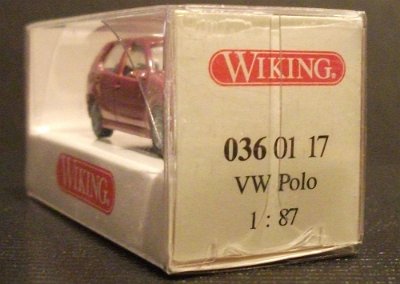 WIKING®
036 01 17
VW Polo
1 : 87
WIKING®